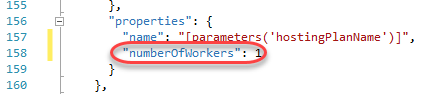 155 },
156 "properties": {
157 "name": "[parameters('hostingPlanName')]",
158 "numberOfWorkers": 1
159 }
160 },